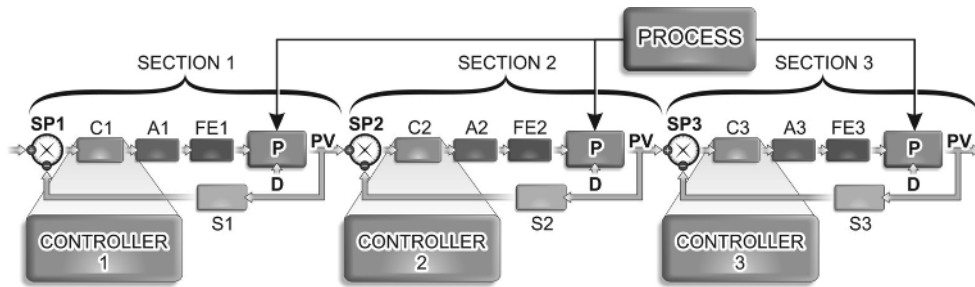 PROCESS
SECTION 1
SECTION 2
SECTION 3
SP1
C1
A1
FE1
P
PV
D
S1
CONTROLLER
1
SP2
C2
A2
FE2
P
PV
D
S2
CONTROLLER
2
SP3
C3
A3
FE3
P
PV
D
S3
CONTROLLER
3